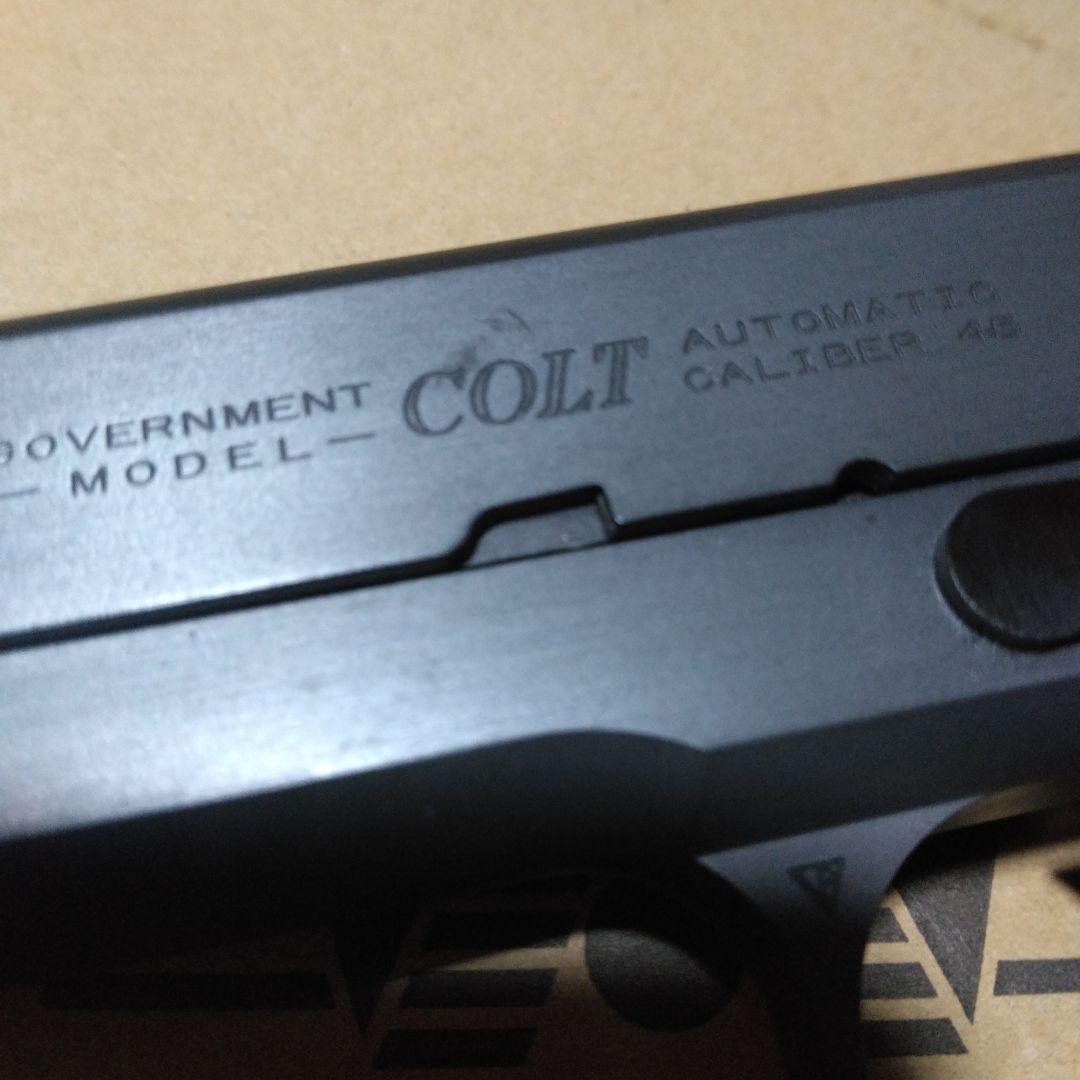 GOVERNMENT
— MODEL —
COLT
AUTOMATIC
CALIBER 45